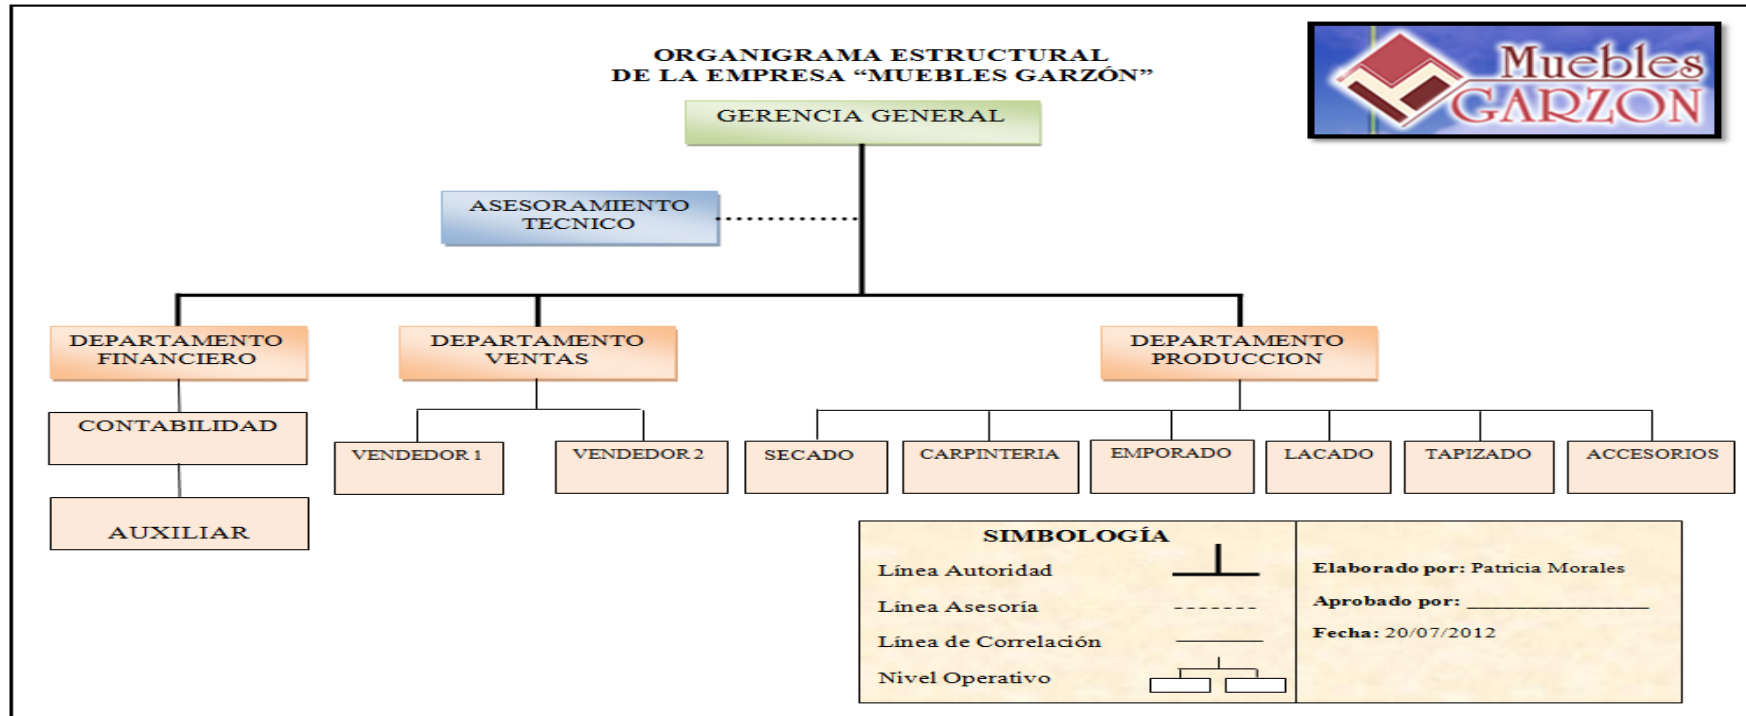 ORGANIGRAMA ESTRUCTURAL
DE LA EMPRESA “MUEBLES GARZÓN”
Muebles
GARZON
GERENCIA GENERAL
ASESORAMIENTO
TECNICO
DEPARTAMENTO
FINANCIERO
DEPARTAMENTO
VENTAS
DEPARTAMENTO
PRODUCCION
CONTABILIDAD
AUXILIAR
VENDEDOR 1
VENDEDOR 2
SECADO
CARPINTERIA
EMPORADO
LACADO
TAPIZADO
ACCESORIOS
SIMBOLOGÍA
Línea Autoridad
Línea Asesoría
Línea de Correlación
Nivel Operativo
Elaborado por: Patricia Morales
Aprobado por: ________________
Fecha: 20/07/2012